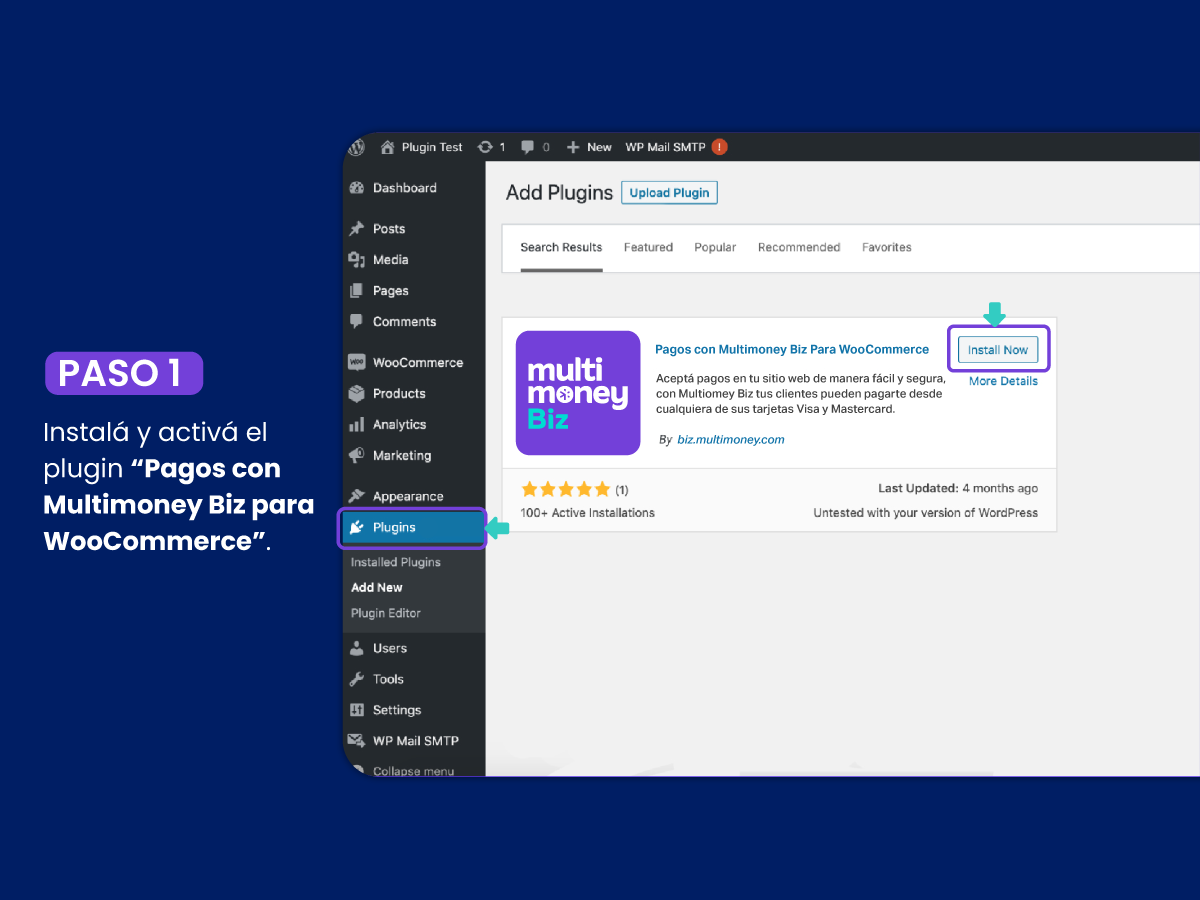 PASO 1
Instalá y activá el
plugin “Pagos con
Multimoney Biz para
WooCommerce”.
Plugin Test
1
0
New
WP Mail SMTP
!
Dashboard
Posts
Media
Pages
Comments
Woo
WooCommerce
Products
Analytics
Marketing
Appearance
Plugins
Installed Plugins
Add New
Plugin Editor
Users
Tools
Settings
WP Mail SMTP
Collapse menu
Add Plugins
Upload Plugin
Search Results
Featured
Popular
Recommended
Favorites
multi
money
Biz
Pagos con Multimoney Biz Para WooCommerce
Aceptá pagos en tu sitio web de manera fácil y segura,
con Multiomey Biz tus clientes pueden pagarte desde
cualquiera de sus tarjetas Visa y Mastercard.
By biz.multimoney.com
Install Now
More Details
(1)
100+ Active Installations
Last Updated: 4 months ago
Untested with your version of WordPress